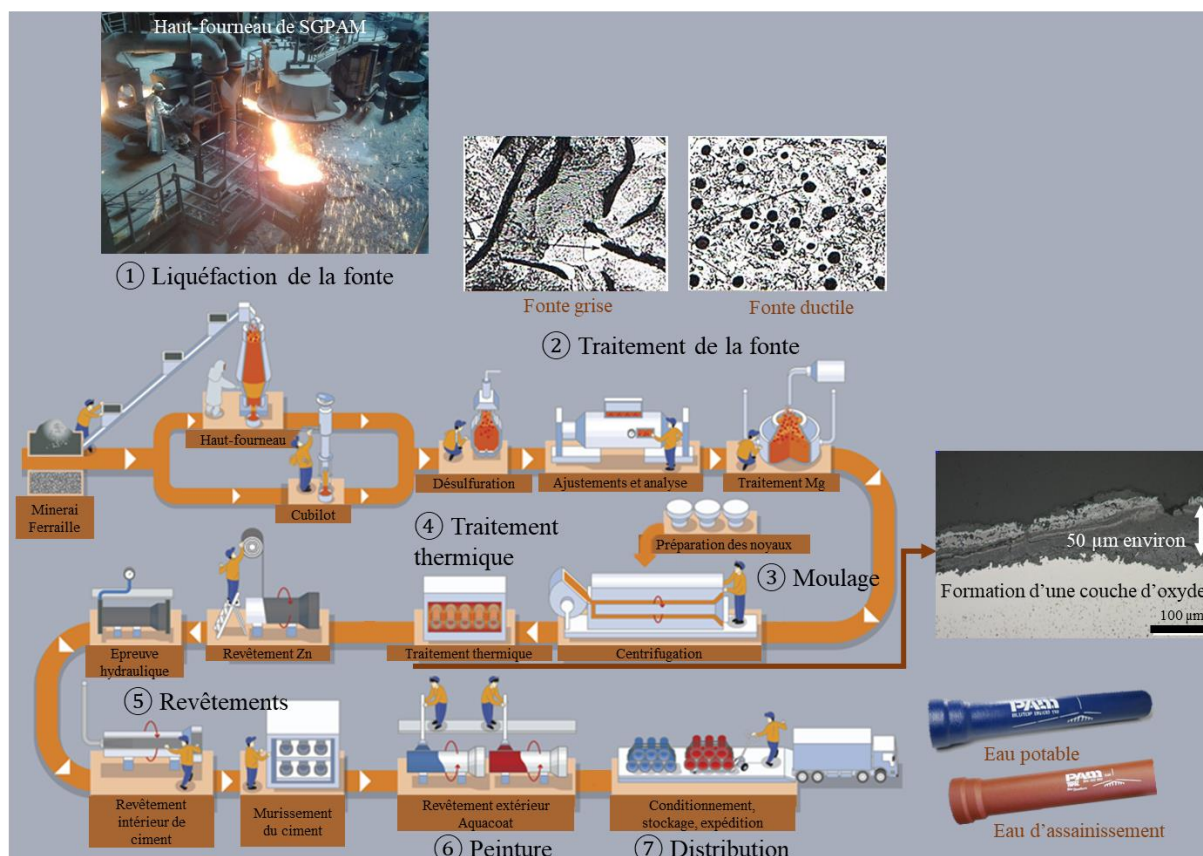 Haut-fourneau de SGPAM
① Liquéfaction de la fonte
Fonte grise
Fonte ductile
② Traitement de la fonte
Haut-fourneau
Minerai
Ferraille
Cubilot
Désulfuration
Ajustements et analyse
Traitement Mg
④ Traitement
thermique
Préparation des noyaux
③ Moulage
50 µm environ
Formation d'une couche d'oxyde
100 µm
Epreuve
hydraulique
Revêtement Zn
Traitement thermique
Centrifugation
⑤ Revêtements
Revêtement
intérieur de
ciment
Murissement
du ciment
Revêtement extérieur
Aquacoat
Conditionnement,
stockage, expédition
⑥ Peinture
⑦ Distribution
PAM
Eau potable
PAM
Eau d'assainissement